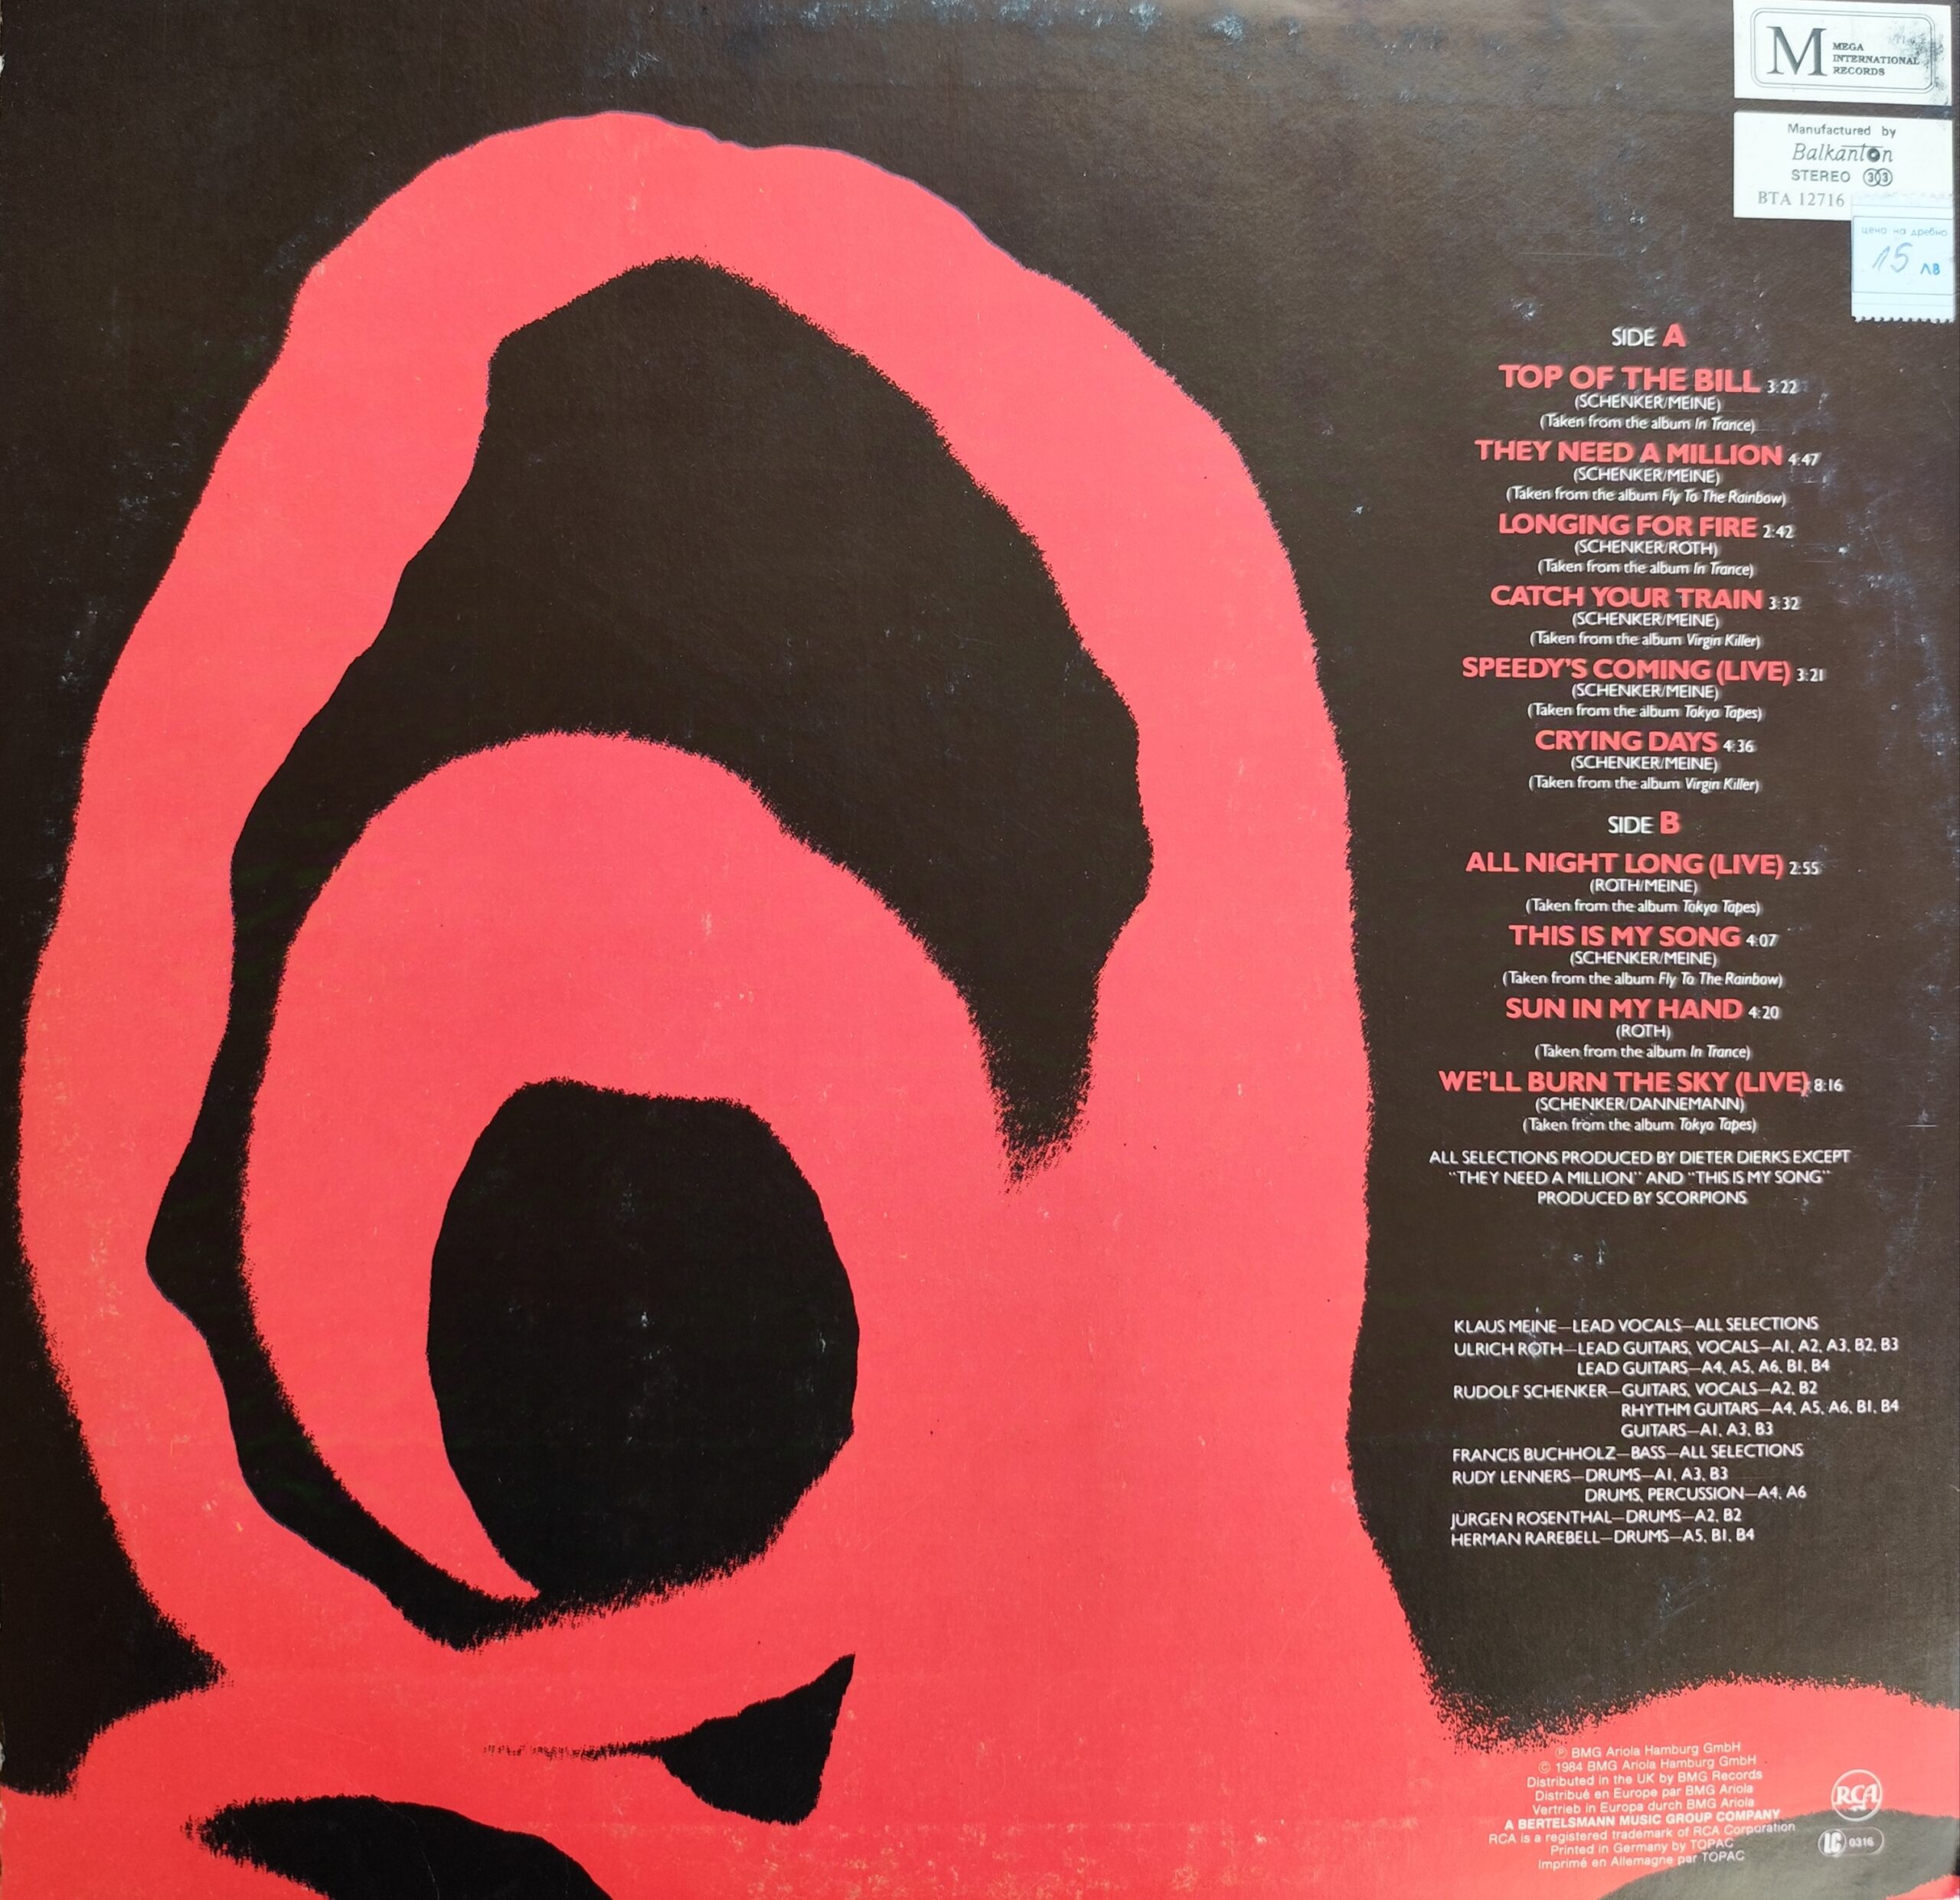 M MEGA
INTERNATIONAL
RECORDS
Manufactured by
Balkanton
STEREO 33
BTA 12716
цена на дребно
15 лв
SIDE A
TOP OF THE BILL 3:22
(SCHENKER/MEINE)
(Taken from the album In Trance)
THEY NEED A MILLION 4:47
(SCHENKER/MEINE)
(Taken from the album Fly To The Rainbow)
LONGING FOR FIRE 2:42
(SCHENKER/ROTH)
(Taken from the album In Trance)
CATCH YOUR TRAIN 3:32
(SCHENKER/MEINE)
(Taken from the album Virgin Killer)
SPEEDY'S COMING (LIVE) 3:21
(SCHENKER/MEINE)
(Taken from the album Tokyo Tapes)
CRYING DAYS 4:36
(SCHENKER/MEINE)
(Taken from the album Virgin Killer)
SIDE B
ALL NIGHT LONG (LIVE) 2:55
(ROTH/MEINE)
(Taken from the album Tokyo Tapes)
THIS IS MY SONG 4:07
(SCHENKER/MEINE)
(Taken from the album Fly To The Rainbow)
SUN IN MY HAND 4:20
(ROTH)
(Taken from the album In Trance)
WE'LL BURN THE SKY (LIVE) 8:16
(SCHENKER/DANNEMANN)
(Taken from the album Tokyo Tapes)
ALL SELECTIONS PRODUCED BY DIETER DIERKS EXCEPT
"THEY NEED A MILLION" AND "THIS IS MY SONG"
PRODUCED BY SCORPIONS
KLAUS MEINE—LEAD VOCALS—ALL SELECTIONS
ULRICH ROTH—LEAD GUITARS, VOCALS—A1, A2, A3, B2, B3
LEAD GUITARS—A4, A5, A6, B1, B4
RUDOLF SCHENKER—GUITARS, VOCALS—A2, B2
RHYTHM GUITARS—A4, A5, A6, B1, B4
GUITARS—A1, A3, B3
FRANCIS BUCHHOLZ—BASS—ALL SELECTIONS
RUDY LENNERS—DRUMS—A1, A3, B3
DRUMS, PERCUSSION—A4, A6
JÜRGEN ROSENTHAL—DRUMS—A2, B2
HERMAN RAREBELL—DRUMS—A5, B1, B4
℗ BMG Ariola Hamburg GmbH
© 1984 BMG Ariola Hamburg GmbH
Distributed in the UK by BMG Records
Distribué en Europe par BMG Ariola
Vertrieb in Europa durch BMG Ariola
A BERTELSMANN MUSIC GROUP COMPANY
RCA is a registered trademark of RCA Corporation
Printed in Germany by TOPAC
Imprimé en Allemagne par TOPAC
RCA
LC 0316